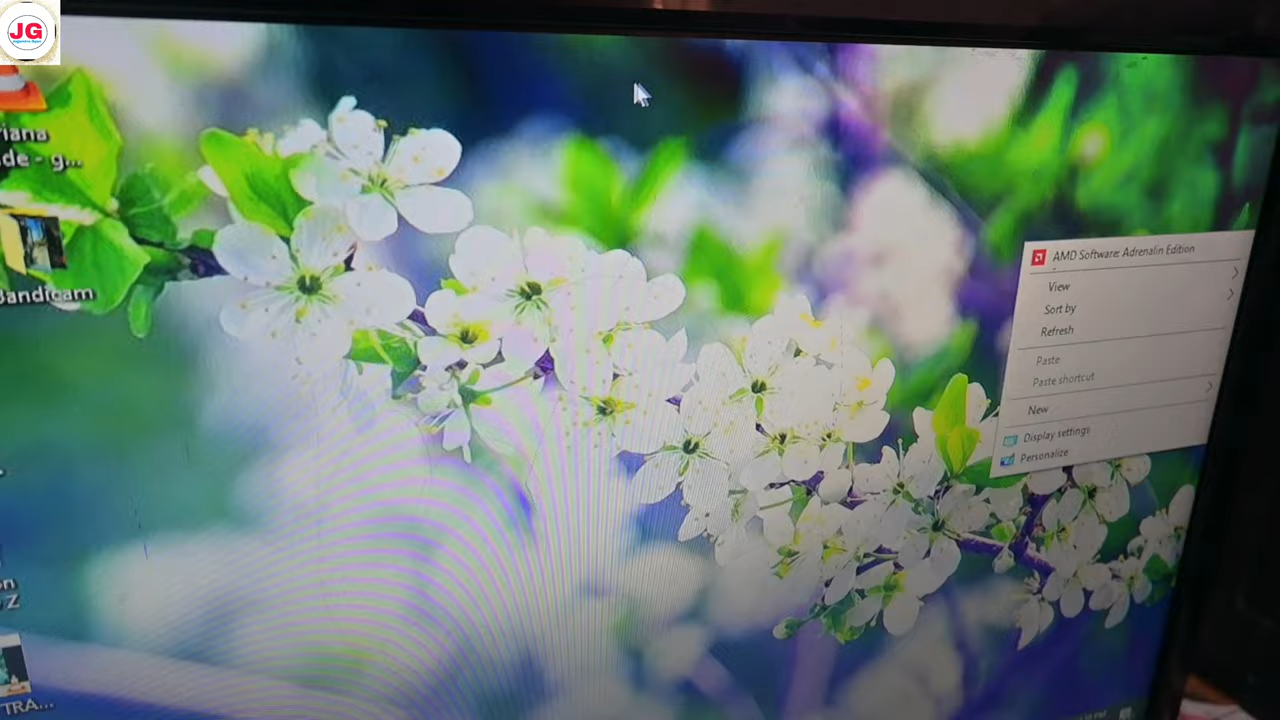 JG
riana
de - g...
Bandicam
AMD Software: Adrenalin Edition
View
Sort by
Refresh
Paste
Paste shortcut
New
Display settings
Personalize
on
Z
TRA...